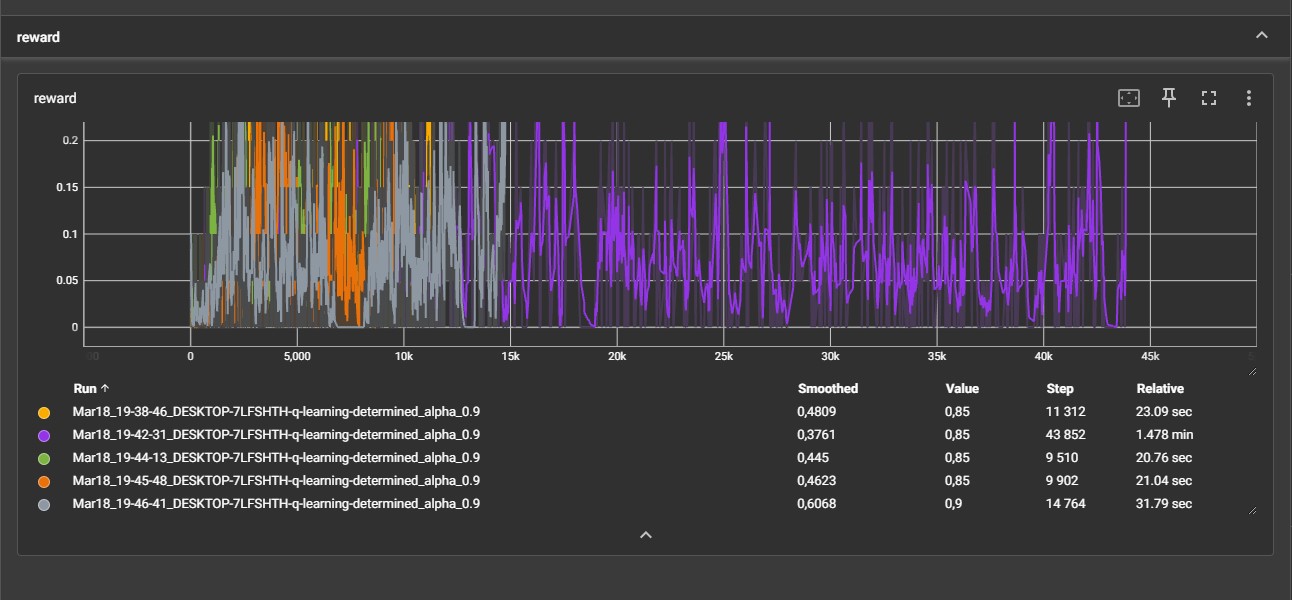 reward
reward
0.2
0.15
0.1
0.05
0
0 5,000 10k 15k 20k 25k 30k 35k 40k 45k
Run ↑ Smoothed Value Step Relative
Mar18_19-38-46_DESKTOP-7LFSHTH-q-learning-determined_alpha_0.9 0,4809 0,85 11 312 23.09 sec
Mar18_19-42-31_DESKTOP-7LFSHTH-q-learning-determined_alpha_0.9 0,3761 0,85 43 852 1.478 min
Mar18_19-44-13_DESKTOP-7LFSHTH-q-learning-determined_alpha_0.9 0,445 0,85 9 510 20.76 sec
Mar18_19-45-48_DESKTOP-7LFSHTH-q-learning-determined_alpha_0.9 0,4623 0,85 9 902 21.04 sec
Mar18_19-46-41_DESKTOP-7LFSHTH-q-learning-determined_alpha_0.9 0,6068 0,9 14 764 31.79 sec